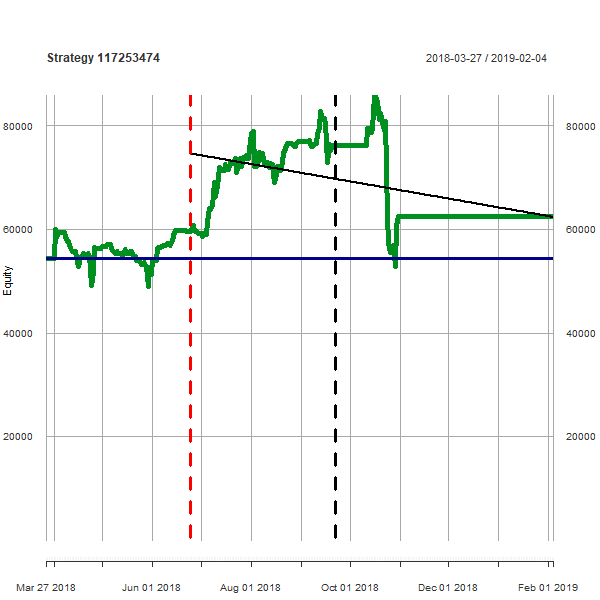 Strategy 117253474
2018-03-27 / 2019-02-04
80000
80000
60000
60000
Equity
40000
40000
20000
20000
Mar 27 2018
Jun 01 2018
Aug 01 2018
Oct 01 2018
Dec 01 2018
Feb 01 2019